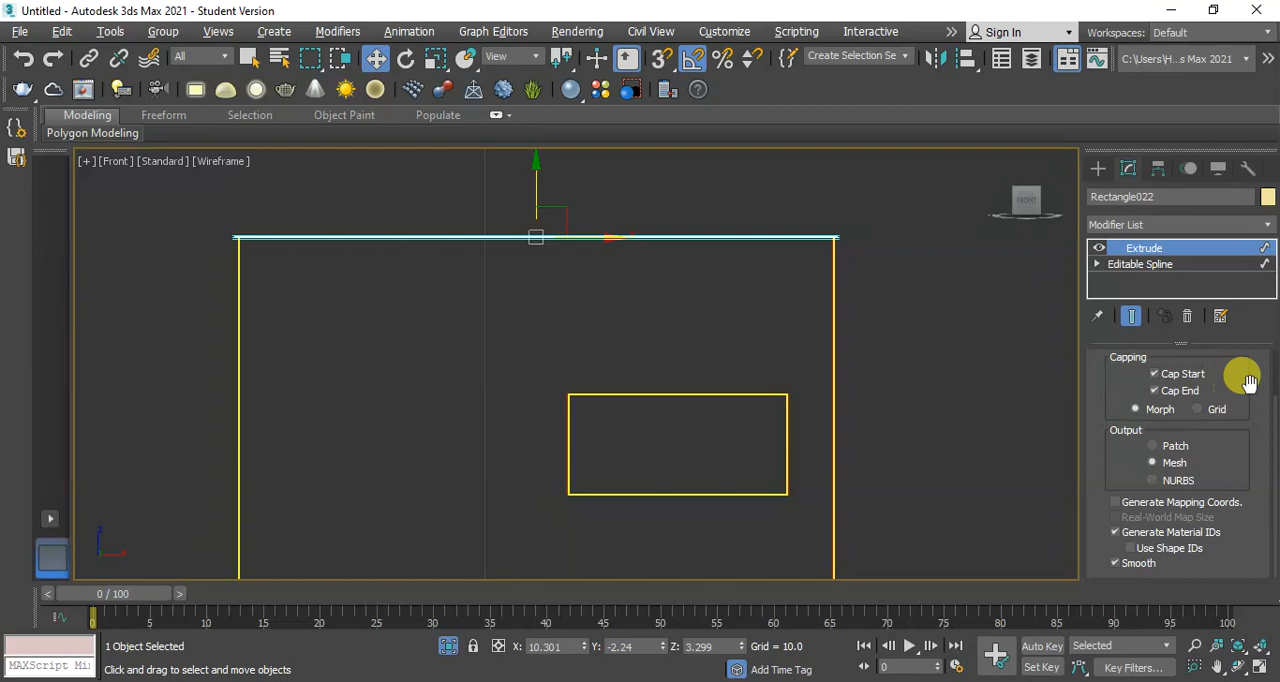 Untitled - Autodesk 3ds Max 2021 - Student Version
File Edit Tools Group Views Create Modifiers Animation Graph Editors Rendering Civil View Customize Scripting Interactive Sign In Workspaces: Default
All View Create Selection Se C:\Users\H...s Max 2021
Modeling Freeform Selection Object Paint Populate
Polygon Modeling
[+] [Front] [Standard] [Wireframe]
FRONT
Rectangle022
Modifier List
Extrude
Editable Spline
Capping
Cap Start
Cap End
Morph Grid
Output
Patch
Mesh
NURBS
Generate Mapping Coords.
Real-World Map Size
Generate Material IDs
Use Shape IDs
Smooth
0 / 100
0 5 10 15 20 25 30 35 40 45 50 55 60 65 70 75 80 85 90 95 100
1 Object Selected X: 10.301 Y: -2.24 Z: 3.299 Grid = 10.0 Auto Key Selected
MAXScript Mi Click and drag to select and move objects Add Time Tag 0 Set Key Key Filters...